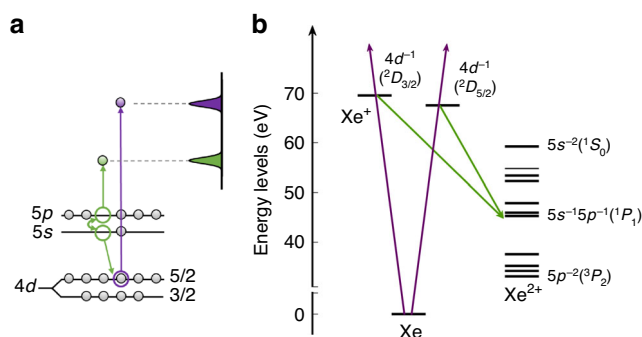 a
5p
5s
4d
5/2
3/2
b
Energy levels (eV)
70
60
50
40
0
4d⁻¹
(²D₃/₂)
4d⁻¹
(²D₅/₂)
Xe⁺
Xe
5s⁻²(¹S₀)
5s⁻¹5p⁻¹(¹P₁)
5p⁻²(³P₂)
Xe²⁺